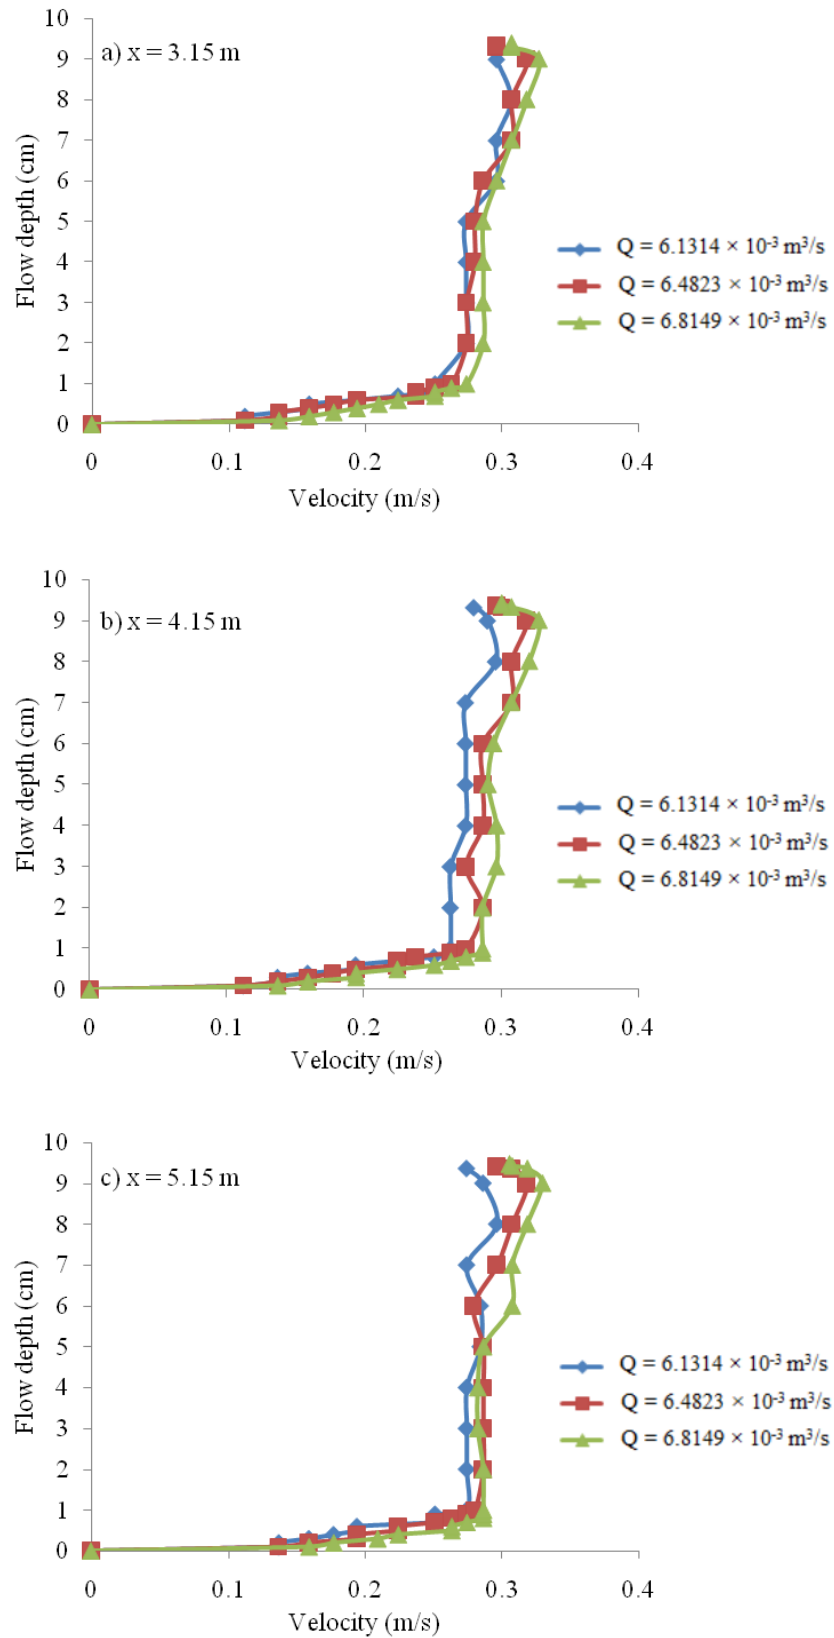 10
a) x = 3.15 m
9
8
7
6
5
4
3
2
1
0
Flow depth (cm)
0 0.1 0.2 0.3 0.4
Velocity (m/s)
Q = 6.1314 × 10⁻³ m³/s
Q = 6.4823 × 10⁻³ m³/s
Q = 6.8149 × 10⁻³ m³/s
10
b) x = 4.15 m
9
8
7
6
5
4
3
2
1
0
Flow depth (cm)
0 0.1 0.2 0.3 0.4
Velocity (m/s)
Q = 6.1314 × 10⁻³ m³/s
Q = 6.4823 × 10⁻³ m³/s
Q = 6.8149 × 10⁻³ m³/s
10
c) x = 5.15 m
9
8
7
6
5
4
3
2
1
0
Flow depth (cm)
0 0.1 0.2 0.3 0.4
Velocity (m/s)
Q = 6.1314 × 10⁻³ m³/s
Q = 6.4823 × 10⁻³ m³/s
Q = 6.8149 × 10⁻³ m³/s